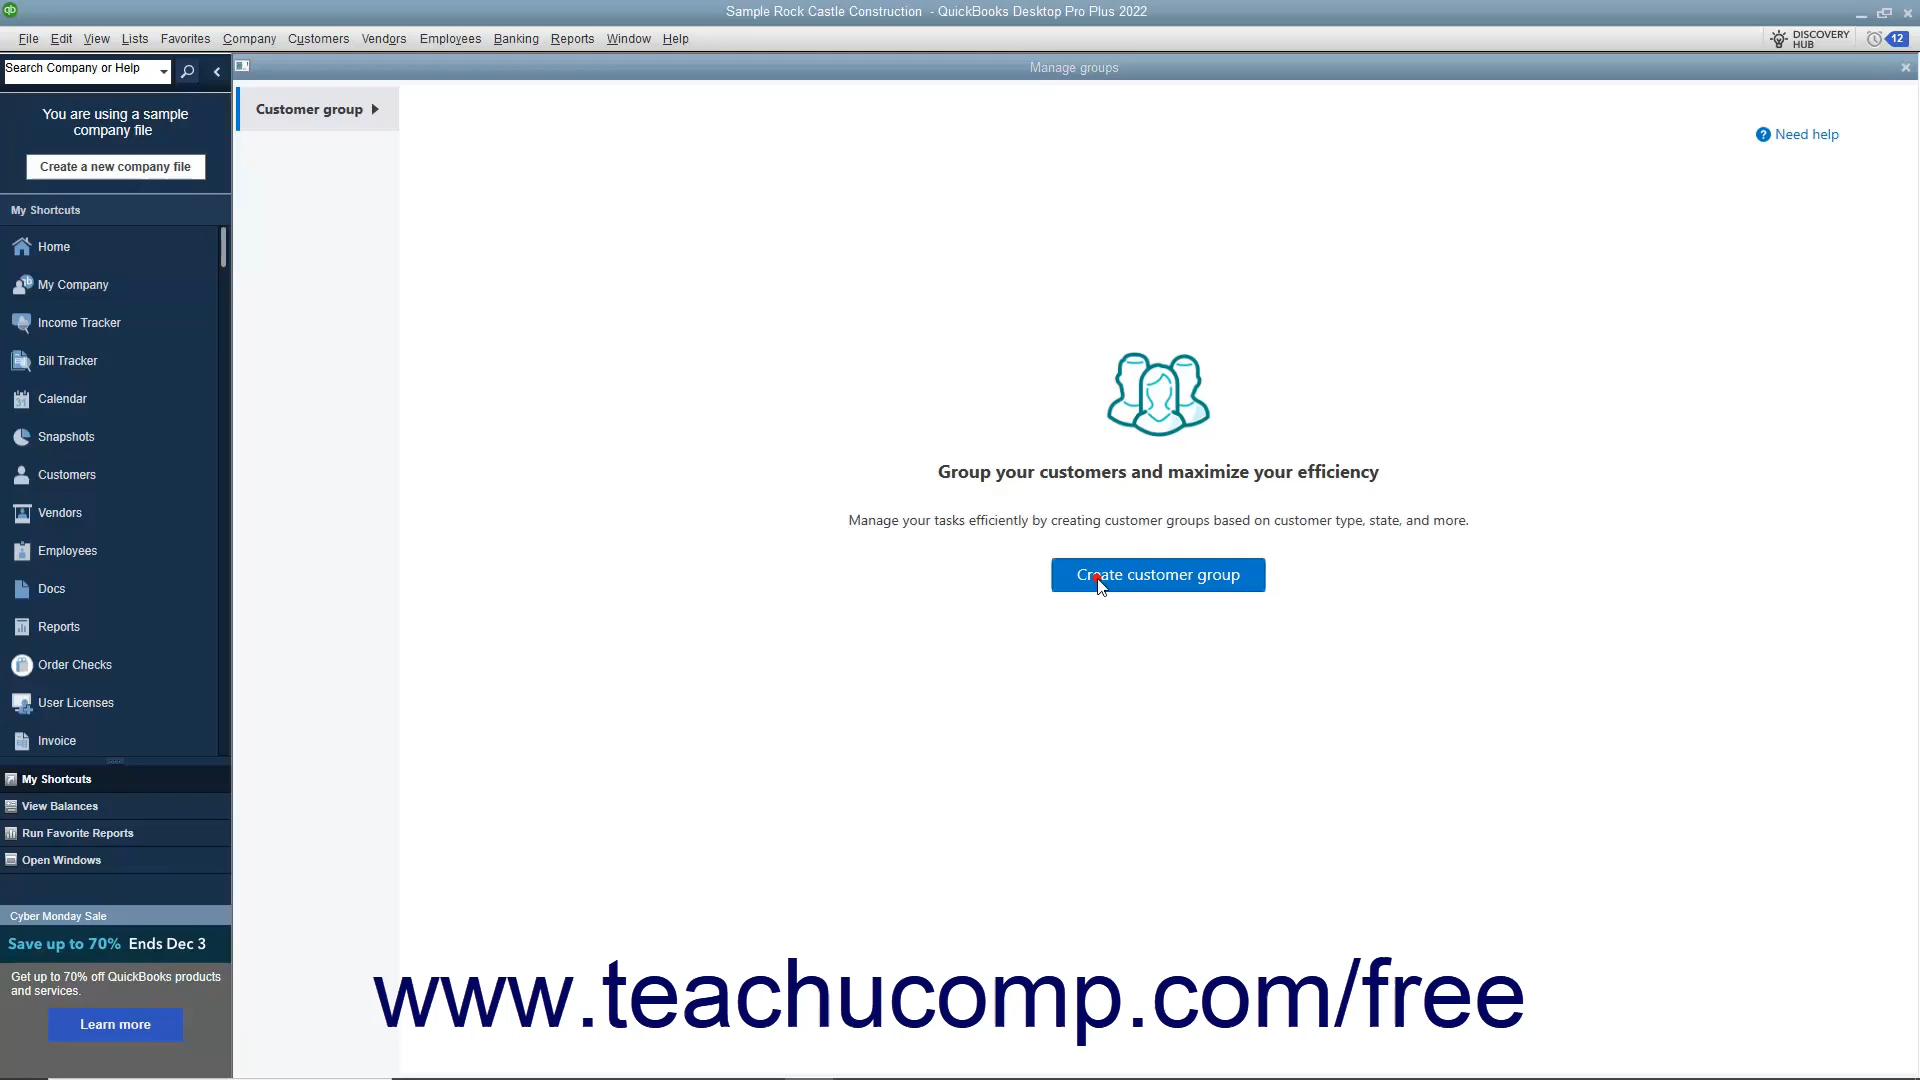 Sample Rock Castle Construction - QuickBooks Desktop Pro Plus 2022
File Edit View Lists Favorites Company Customers Vendors Employees Banking Reports Window Help
DISCOVERY
HUB
12
Search Company or Help
Manage groups
You are using a sample
company file
Create a new company file
My Shortcuts
Home
My Company
Income Tracker
Bill Tracker
Calendar
Snapshots
Customers
Vendors
Employees
Docs
Reports
Order Checks
User Licenses
Invoice
My Shortcuts
View Balances
Run Favorite Reports
Open Windows
Cyber Monday Sale
Save up to 70% Ends Dec 3
Get up to 70% off QuickBooks products
and services.
Learn more
Customer group
Need help
Group your customers and maximize your efficiency
Manage your tasks efficiently by creating customer groups based on customer type, state, and more.
Create customer group
www.teachucomp.com/free